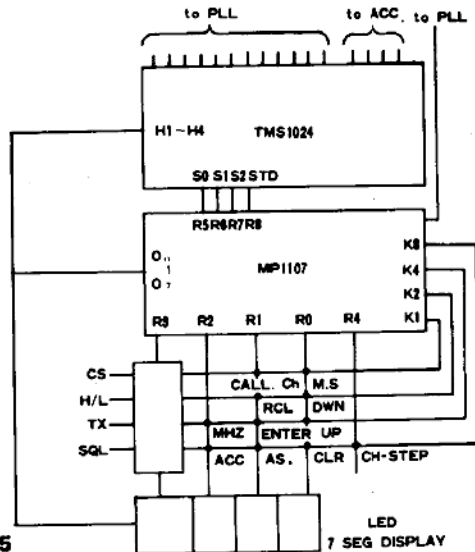 to PLL
to ACC. to PLL
H1~H4 TMS1024
S0 S1 S2 STD
R5 R6 R7 R8
K8
O
MP1107
K4
O7
K2
R9 R2 R1 R0 R4 K1
CS
CALL. Ch M.S
H/L
RCL DWN
TX
MHZ ENTER UP
SQL
ACC AS. CLR CH-STEP
LED
7 SEG DISPLAY
5